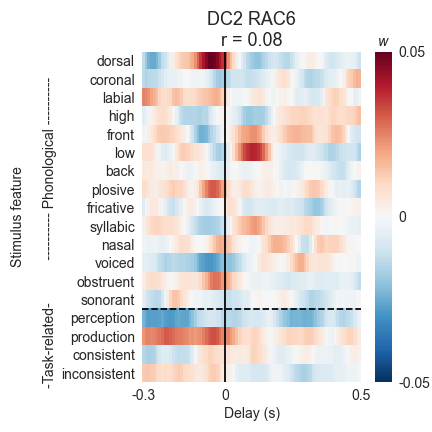 DC2 RAC6
r = 0.08
w
dorsal
coronal
labial
high
front
low
back
plosive
fricative
syllabic
nasal
voiced
obstruent
sonorant
perception
production
consistent
inconsistent
Stimulus feature
-Task-related- ---------- Phonological ----------
-0.3 0 0.5
Delay (s)
0.05
0
-0.05